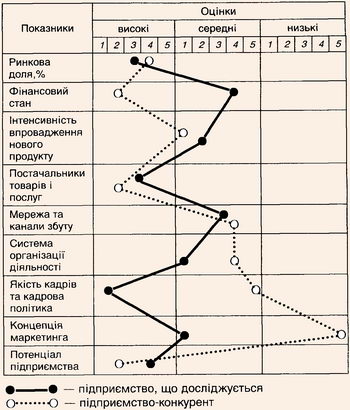 Показники
Оцінки
високі
середні
низькі
1 2 3 4 5 1 2 3 4 5 1 2 3 4 5
Ринкова
доля,%
Фінансовий
стан
Інтенсивність
впровадження
нового
продукту
Постачальники
товарів і
послуг
Мережа та
канали збуту
Система
організації
діяльності
Якість кадрів
та кадрова
політика
Концепція
маркетинга
Потенціал
підприємства
— підприємство, що досліджується
— підприємство-конкурент